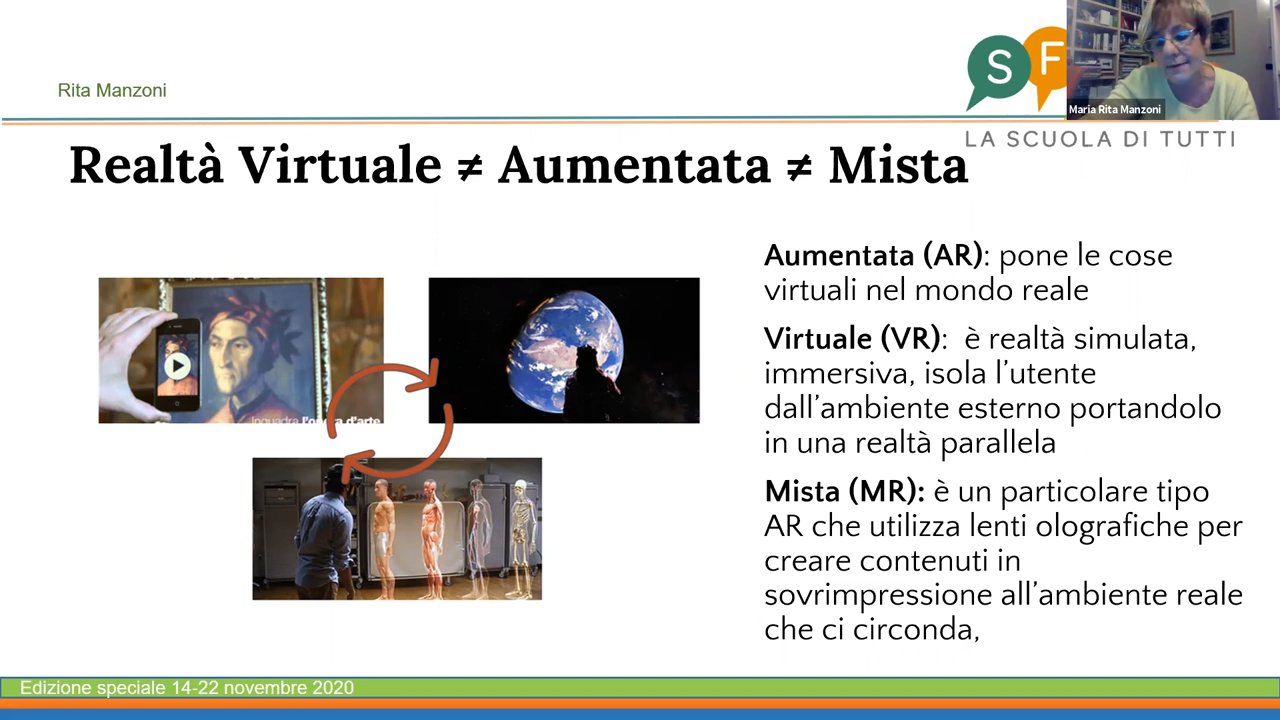 Rita Manzoni
S F
Maria Rita Manzoni
LA SCUOLA DI TUTTI
Realtà Virtuale ≠ Aumentata ≠ Mista
inquadra l'opera d'arte
Aumentata (AR): pone le cose
virtuali nel mondo reale
Virtuale (VR):  è realtà simulata,
immersiva, isola l'utente
dall'ambiente esterno portandolo
in una realtà parallela
Mista (MR): è un particolare tipo
AR che utilizza lenti olografiche per
creare contenuti in
sovrimpressione all'ambiente reale
che ci circonda,
Edizione speciale 14-22 novembre 2020